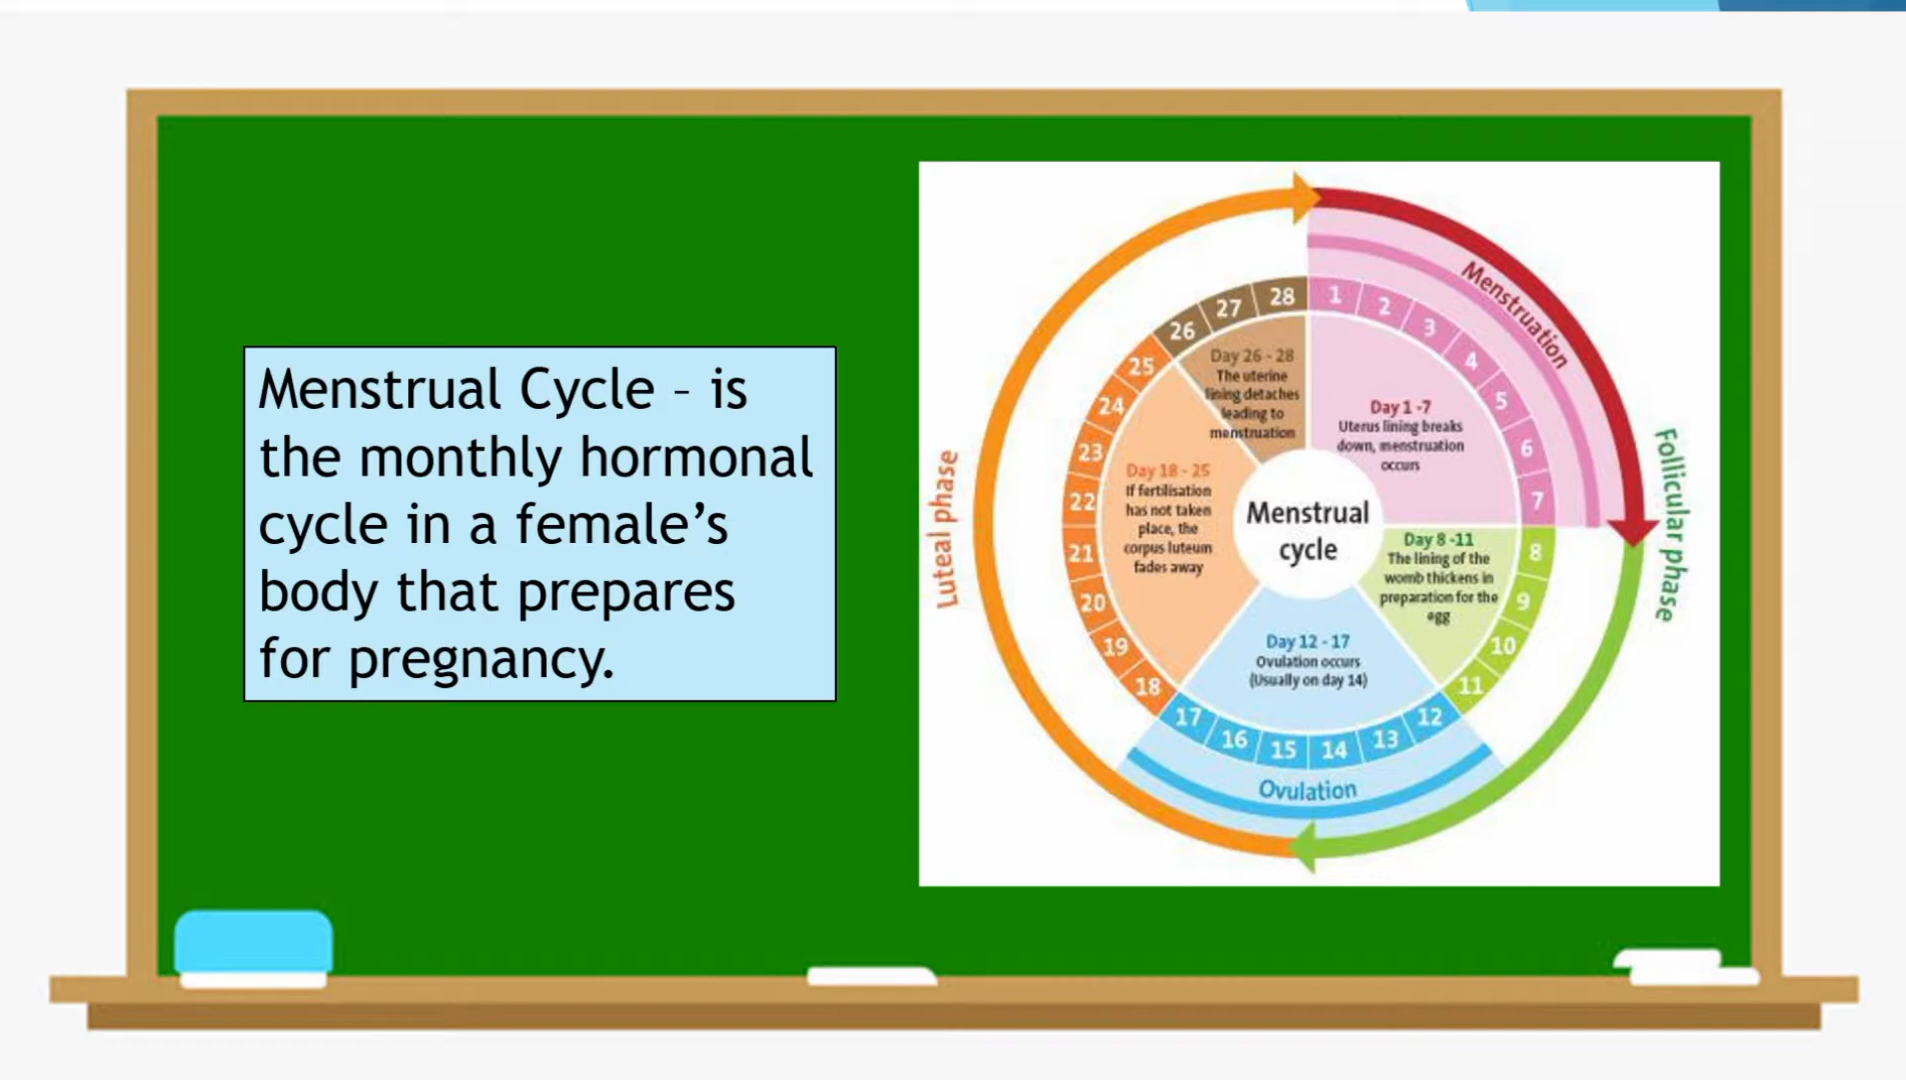 Menstrual Cycle – is
the monthly hormonal
cycle in a female’s
body that prepares
for pregnancy.
Menstruation
Follicular phase
Luteal phase
Ovulation
Menstrual
cycle
1
2
3
4
5
6
7
8
9
10
11
12
13
14
15
16
17
18
19
20
21
22
23
24
25
26
27
28
Day 1 -7
Uterus lining breaks
down, menstruation
occurs
Day 8 -11
The lining of the
womb thickens in
preparation for the
egg
Day 12 - 17
Ovulation occurs
(Usually on day 14)
Day 18 - 25
If fertilisation
has not taken
place, the
corpus luteum
fades away
Day 26 - 28
The uterine
lining detaches
leading to
menstruation